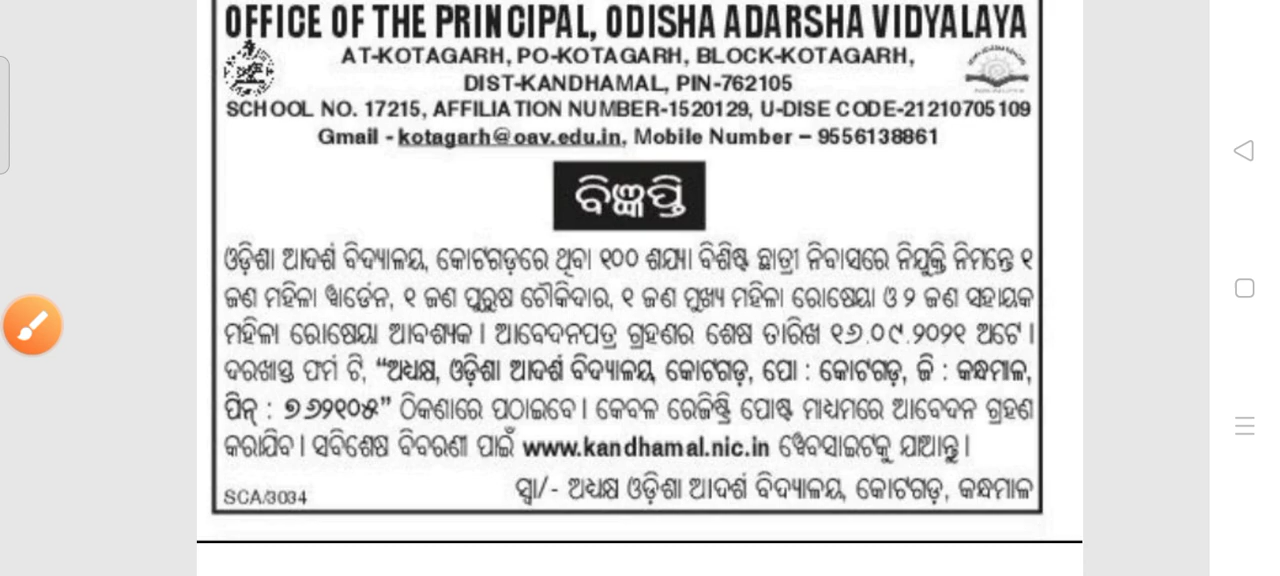 OFFICE OF THE PRINCIPAL, ODISHA ADARSHA VIDYALAYA
AT-KOTAGARH, PO-KOTAGARH, BLOCK-KOTAGARH,
DIST-KANDHAMAL, PIN-762105
SCHOOL NO. 17215, AFFILIATION NUMBER-1520129, U-DISE CODE-21210705109
Gmail - kotagarh@oav.edu.in, Mobile Number – 9556138861
ବିଜ୍ଞପ୍ତି
ଓଡ଼ିଶା ଆଦର୍ଶ ବିଦ୍ୟାଳୟ, କୋଟଗଡ଼ରେ ଥିବା ୧୦୦ ଶଯ୍ୟା ବିଶିଷ୍ଟ ଛାତ୍ରୀ ନିବାସରେ ନିଯୁକ୍ତି ନିମନ୍ତେ ୧
ଜଣ ମହିଳା ୱାର୍ଡେନ, ୧ ଜଣ ପୁରୁଷ ଚୌକିଦାର, ୧ ଜଣ ମୁଖ୍ୟ ମହିଳା ରୋଷେୟା ଓ ୨ ଜଣ ସହାୟକ
ମହିଳା ରୋଷେୟା ଆବଶ୍ୟକ । ଆବେଦନପତ୍ର ଗ୍ରହଣର ଶେଷ ତାରିଖ ୧୬.୦୯.୨୦୨୧ ଅଟେ ।
ଦରଖାସ୍ତ ଫର୍ମ ଟି, “ଅଧ୍ୟକ୍ଷ, ଓଡ଼ିଶା ଆଦର୍ଶ ବିଦ୍ୟାଳୟ, କୋଟଗଡ଼, ପୋ : କୋଟଗଡ଼, ଜି : କନ୍ଧମାଳ,
ପିନ୍ : ୭୬୨୧୦୫” ଠିକଣାରେ ପଠାଇବେ । କେବଳ ରେଜିଷ୍ଟ୍ରି ପୋଷ୍ଟ ମାଧ୍ୟମରେ ଆବେଦନ ଗ୍ରହଣ
କରାଯିବ । ସବିଶେଷ ବିବରଣୀ ପାଇଁ www.kandhamal.nic.in ୱେବସାଇଟକୁ ଯାଆନ୍ତୁ ।
ସ୍ୱା/- ଅଧ୍ୟକ୍ଷ ଓଡ଼ିଶା ଆଦର୍ଶ ବିଦ୍ୟାଳୟ, କୋଟଗଡ଼, କନ୍ଧମାଳ
SCA/3034